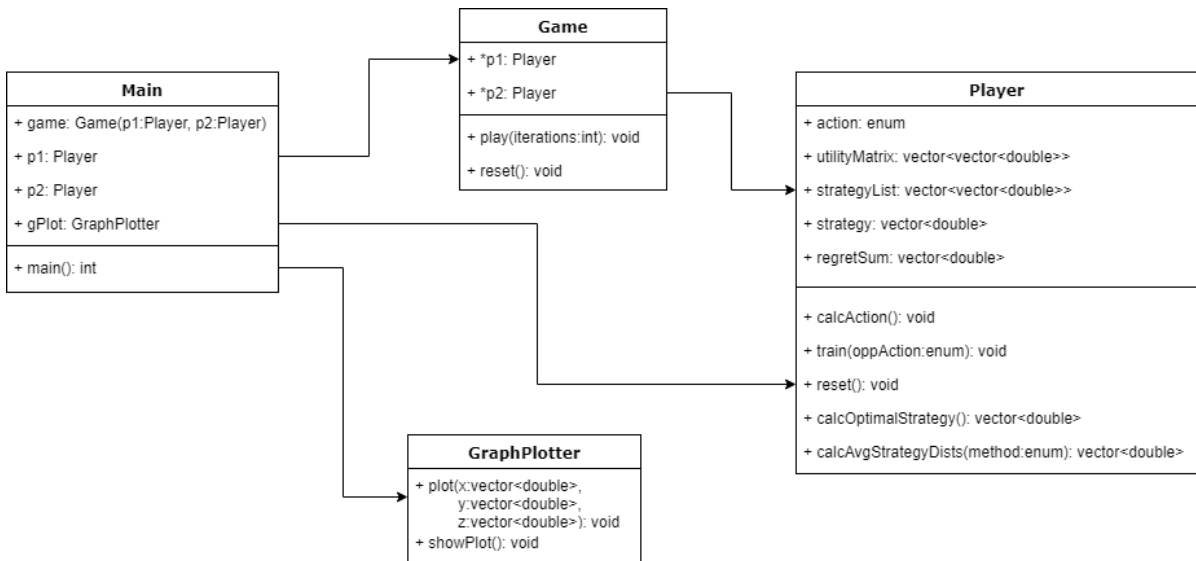 Game
+ *p1: Player
+ *p2: Player
+ play(iterations:int): void
+ reset(): void
Main
+ game: Game(p1:Player, p2:Player)
+ p1: Player
+ p2: Player
+ gPlot: GraphPlotter
+ main(): int
Player
+ action: enum
+ utilityMatrix: vector<vector<double>>
+ strategyList: vector<vector<double>>
+ strategy: vector<double>
+ regretSum: vector<double>
+ calcAction(): void
+ train(oppAction:enum): void
+ reset(): void
+ calcOptimalStrategy(): vector<double>
+ calcAvgStrategyDists(method:enum): vector<double>
GraphPlotter
+ plot(x:vector<double>,
y:vector<double>,
z:vector<double>): void
+ showPlot(): void